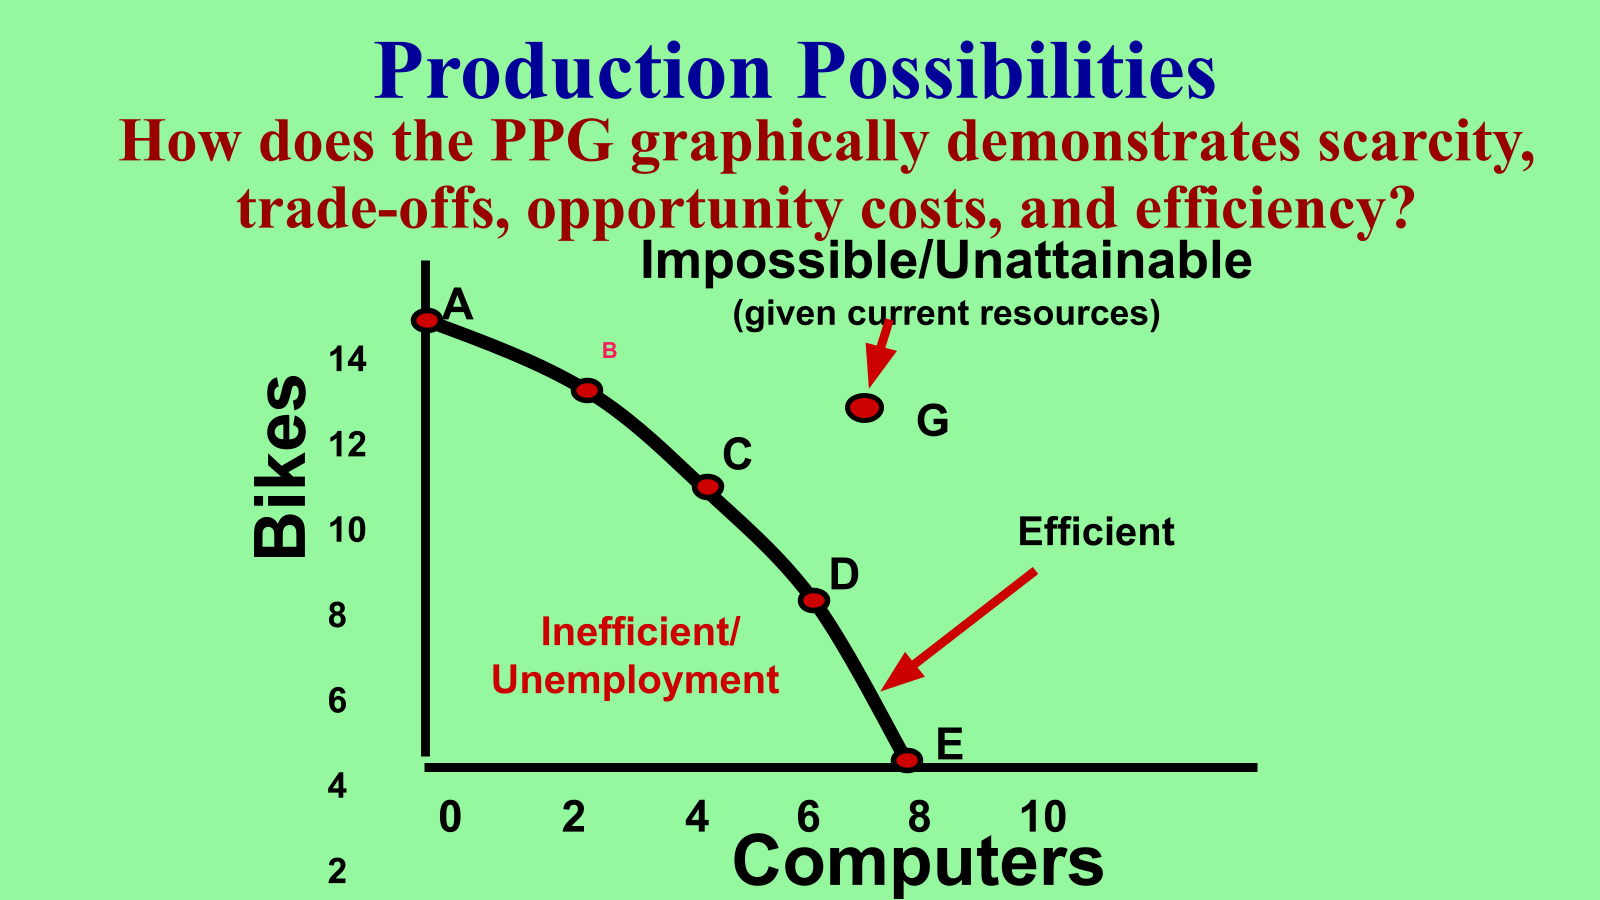 Production Possibilities
How does the PPG graphically demonstrates scarcity,
trade-offs, opportunity costs, and efficiency?
Impossible/Unattainable
(given current resources)
A
B
14
G
Bikes
12
C
10
Efficient
D
8
Inefficient/
Unemployment
6
E
4
0 2 4 6 8 10
Computers
2